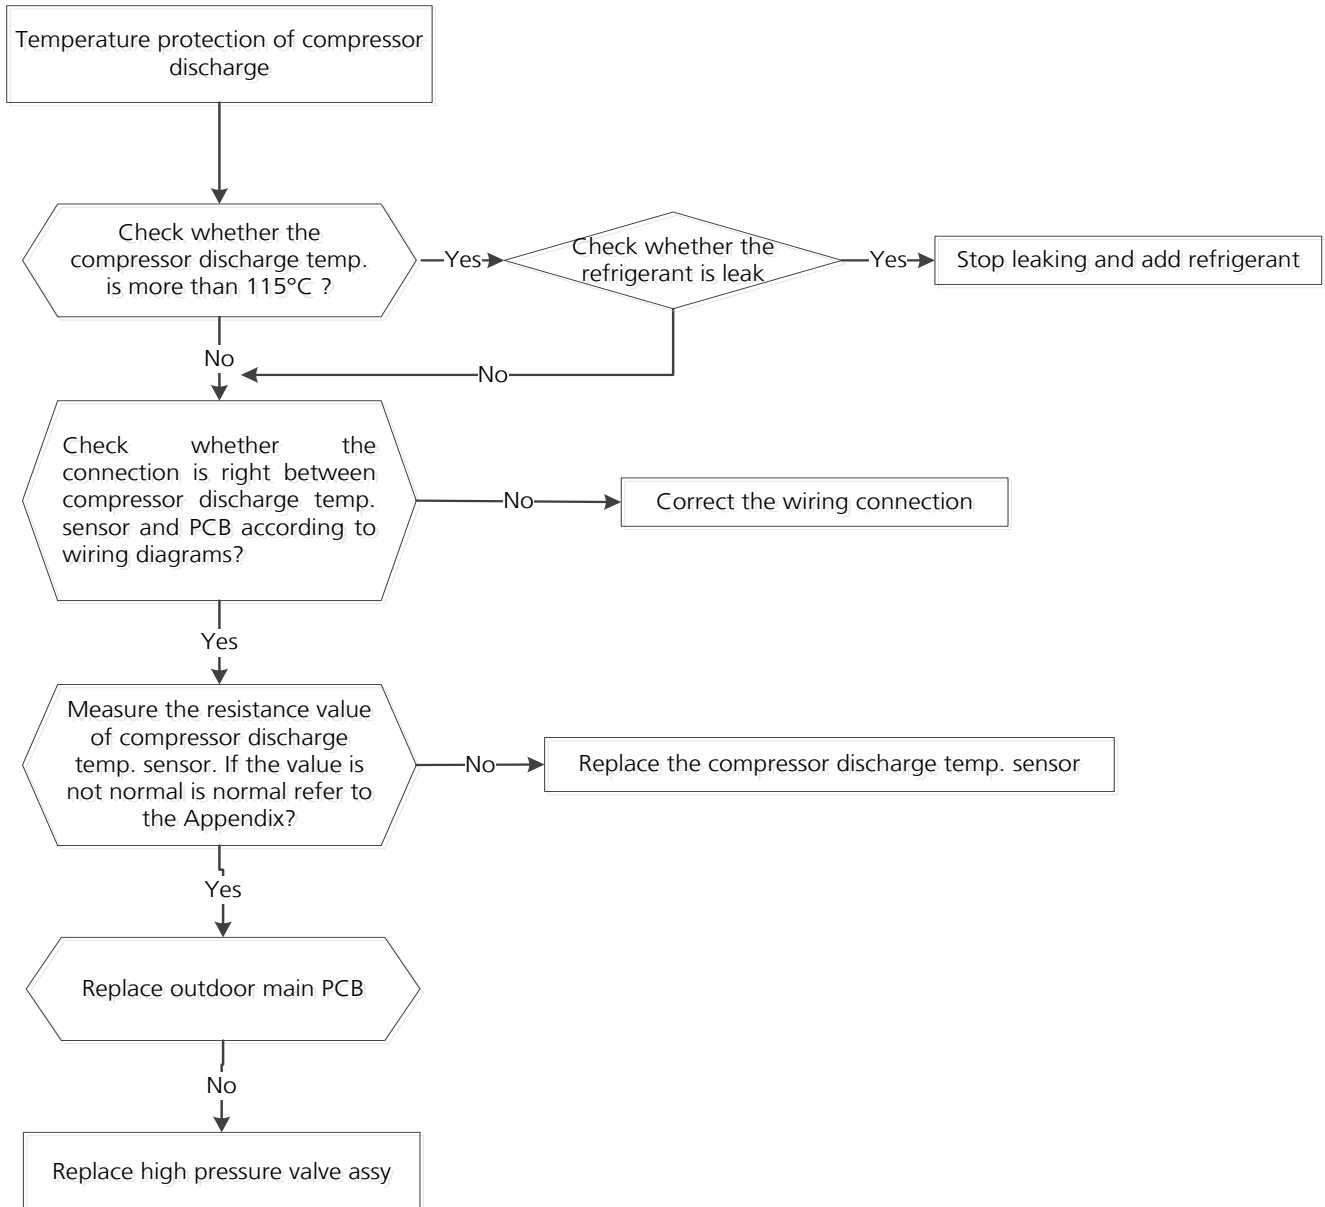 Temperature protection of compressor
discharge
Check whether the
compressor discharge temp.
is more than 115°C ?
Yes
Check whether the
refrigerant is leak
Yes
Stop leaking and add refrigerant
No
No
Check whether the
connection is right between
compressor discharge temp.
sensor and PCB according to
wiring diagrams?
No
Correct the wiring connection
Yes
Measure the resistance value
of compressor discharge
temp. sensor. If the value is
not normal is normal refer to
the Appendix?
No
Replace the compressor discharge temp. sensor
Yes
Replace outdoor main PCB
No
Replace high pressure valve assy